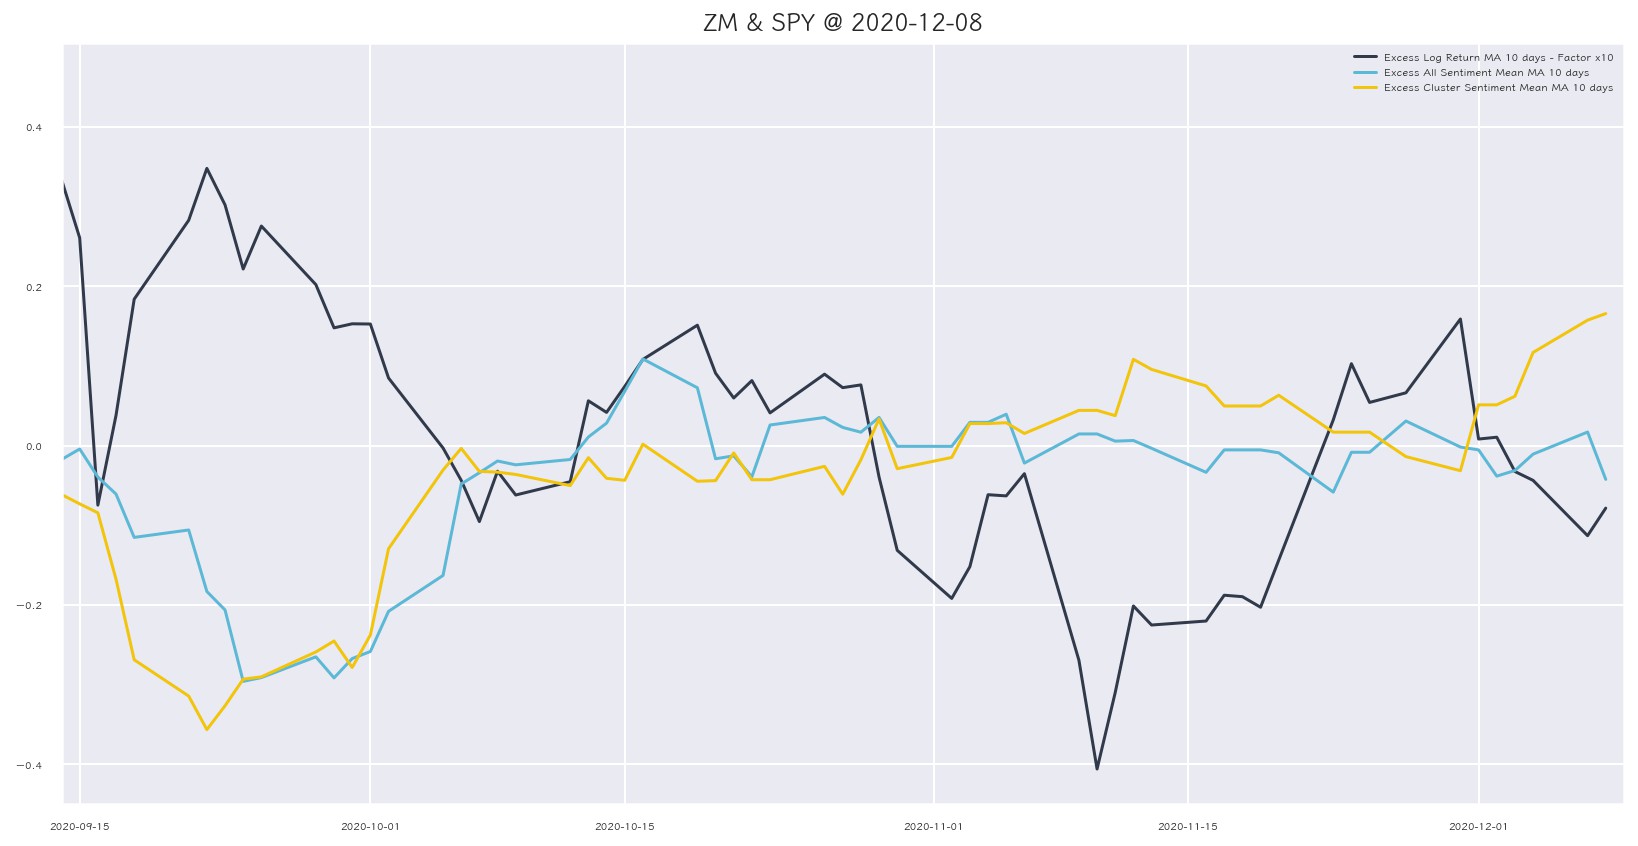 ZM & SPY @ 2020-12-08
Excess Log Return MA 10 days - Factor x10
Excess All Sentiment Mean MA 10 days
Excess Cluster Sentiment Mean MA 10 days
0.4
0.2
0.0
−0.2
−0.4
2020-09-15
2020-10-01
2020-10-15
2020-11-01
2020-11-15
2020-12-01